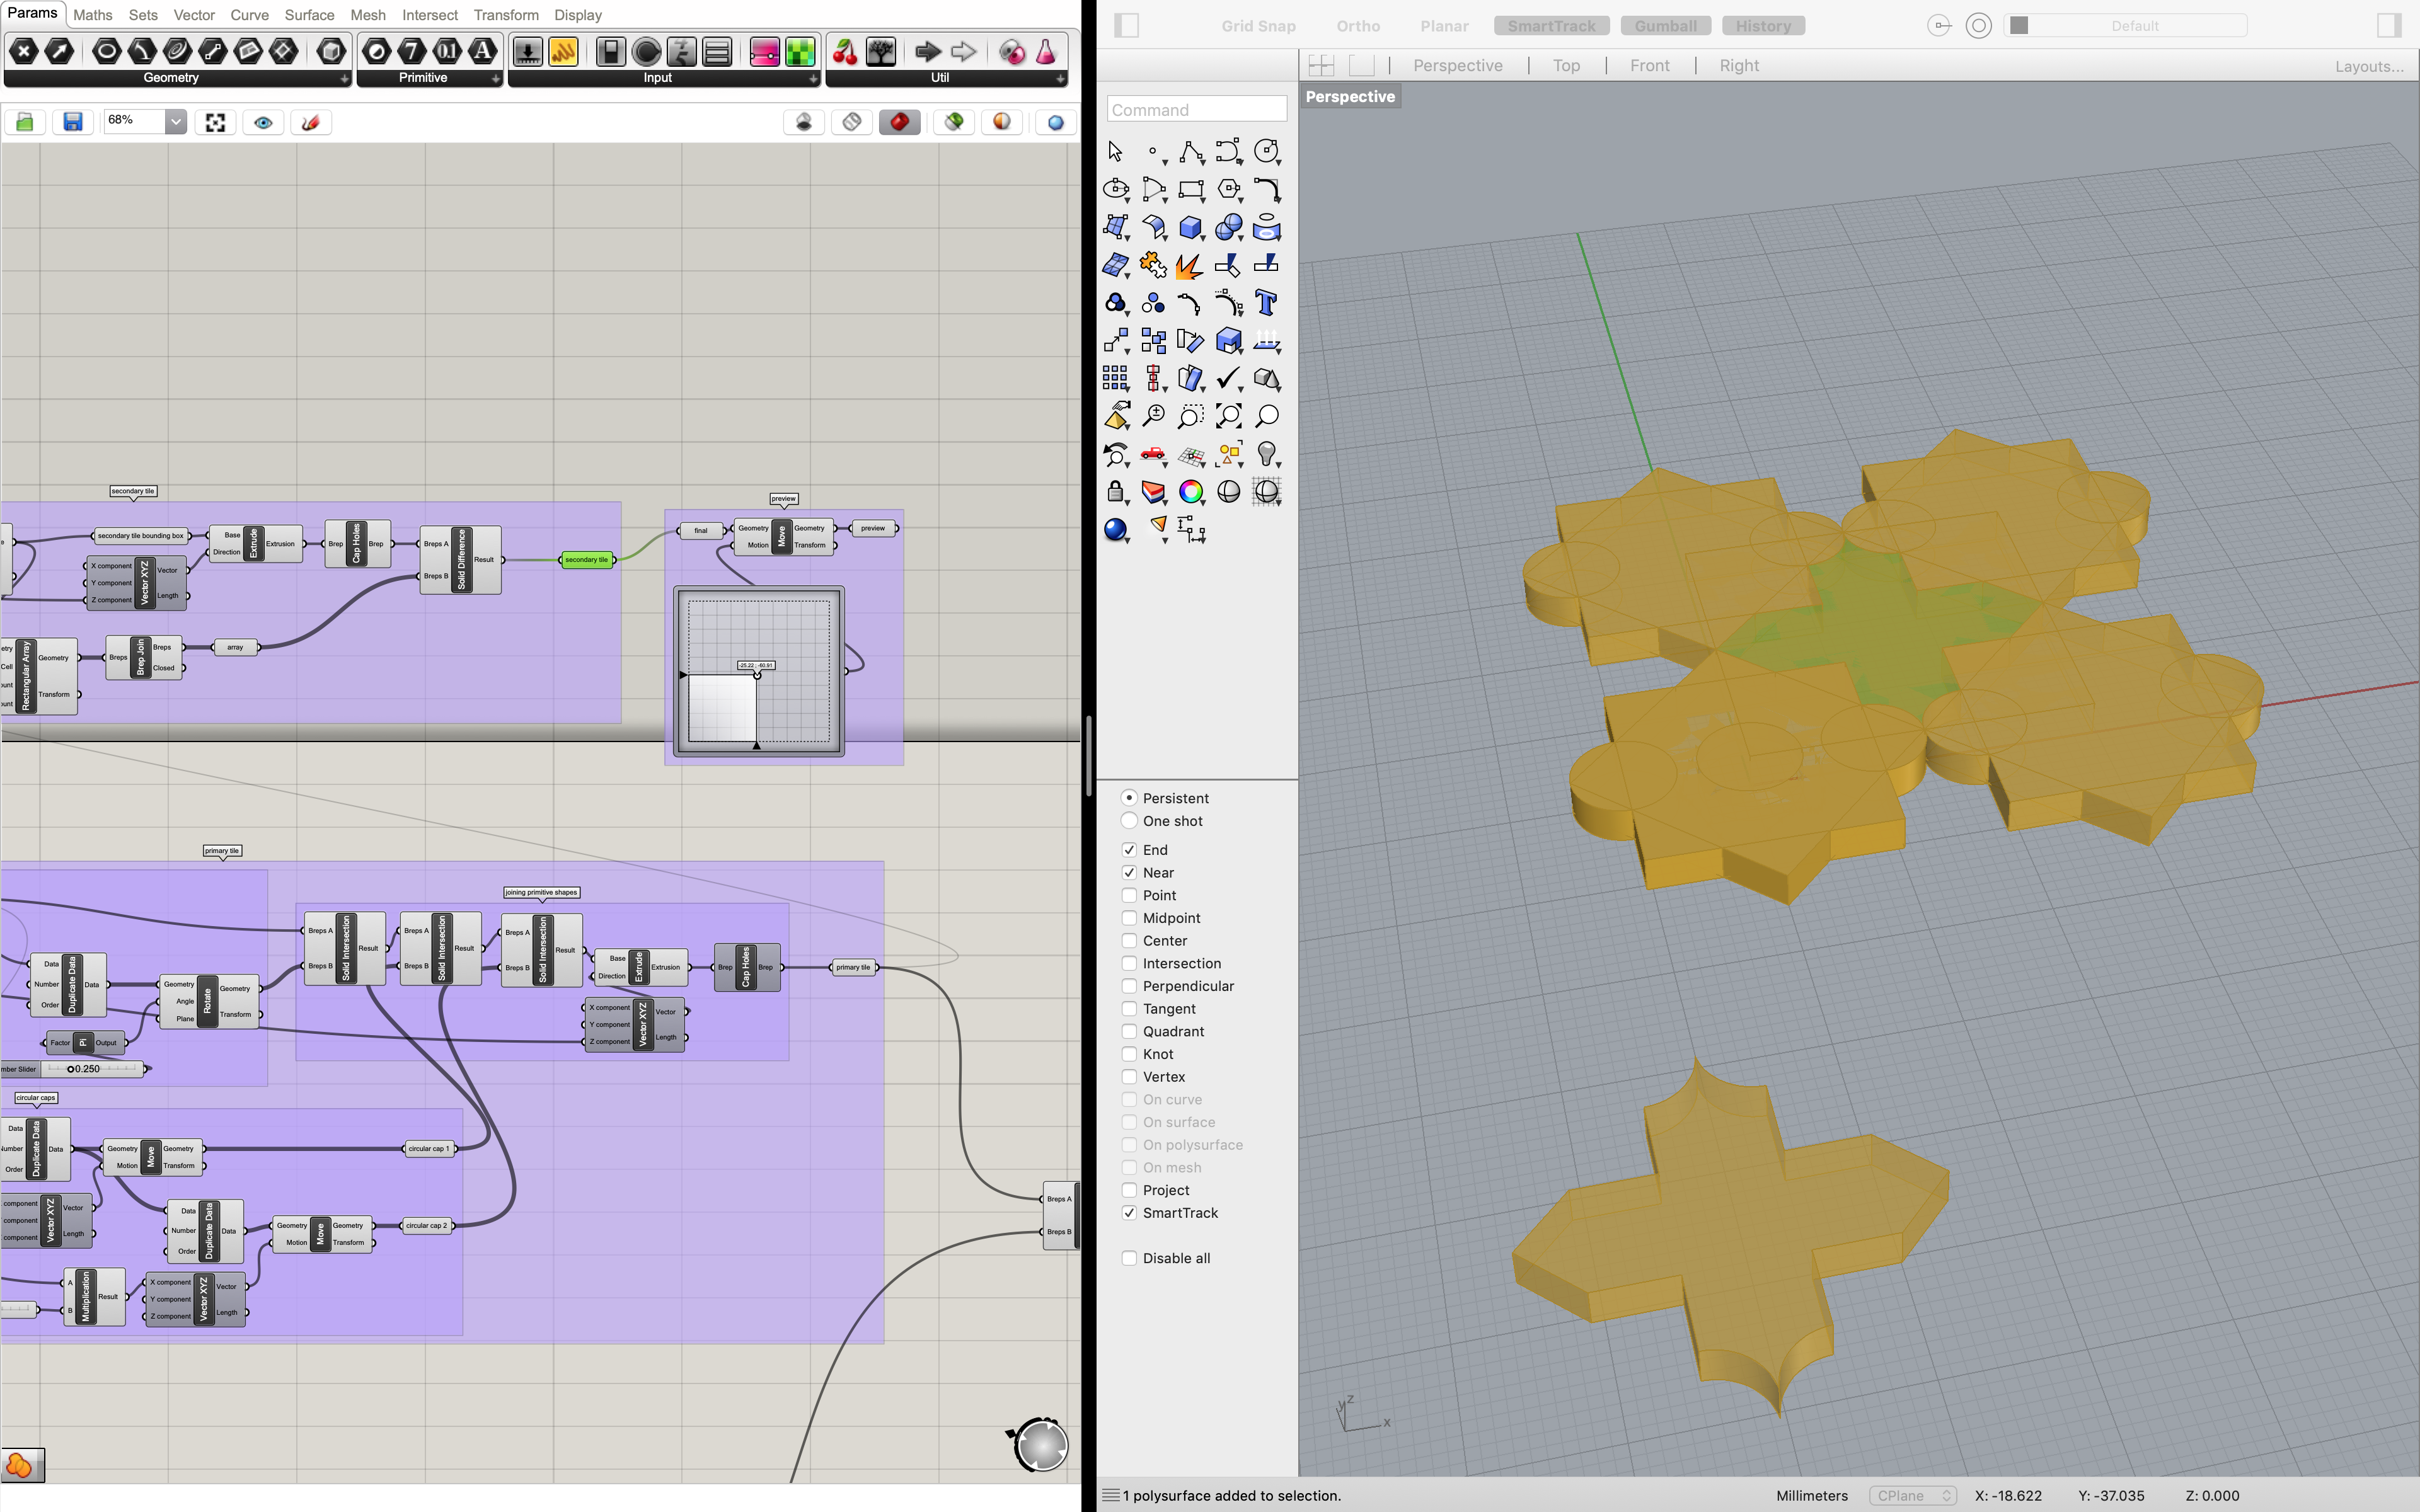 Params Maths Sets Vector Curve Surface Mesh Intersect Transform Display
Geometry Primitive Input Util
68%
secondary tile
secondary tile bounding box
Base
Direction
Extrude
Extrusion
Brep
Cap Holes
Brep
Breps A
Breps B
Solid Difference
Result
secondary tile
X component
Y component
Z component
Vector XYZ
Vector
Length
Rectangular Array
Geometry
Transform
Breps
Brep Join
Breps
Closed
array
preview
final
Geometry
Motion
Move
Geometry
Transform
preview
primary tile
joining primitive shapes
Breps A
Breps B
Solid Intersection
Result
Breps A
Breps B
Solid Intersection
Result
Breps A
Breps B
Solid Intersection
Result
Base
Direction
Extrude
Extrusion
Brep
Cap Holes
Brep
primary tile
X component
Y component
Z component
Vector XYZ
Vector
Length
Data
Number
Order
Duplicate Data
Data
Geometry
Angle
Plane
Rotate
Geometry
Transform
Factor
Pi
Output
mber Slider
0.250
circular caps
Data
Number
Order
Duplicate Data
Data
Geometry
Motion
Move
Geometry
Transform
circular cap 1
component
component
component
Vector XYZ
Vector
Length
Data
Number
Order
Duplicate Data
Data
Geometry
Motion
Move
Geometry
Transform
circular cap 2
A
B
Multiplication
Result
X component
Y component
Z component
Vector XYZ
Vector
Length
Breps A
Breps B
Grid Snap Ortho Planar SmartTrack Gumball History Default
Perspective Top Front Right Layouts...
Command
Perspective
Persistent
One shot
End
Near
Point
Midpoint
Center
Intersection
Perpendicular
Tangent
Quadrant
Knot
Vertex
On curve
On surface
On polysurface
On mesh
Project
SmartTrack
Disable all
y z x
1 polysurface added to selection. Millimeters CPlane X: -18.622 Y: -37.035 Z: 0.000